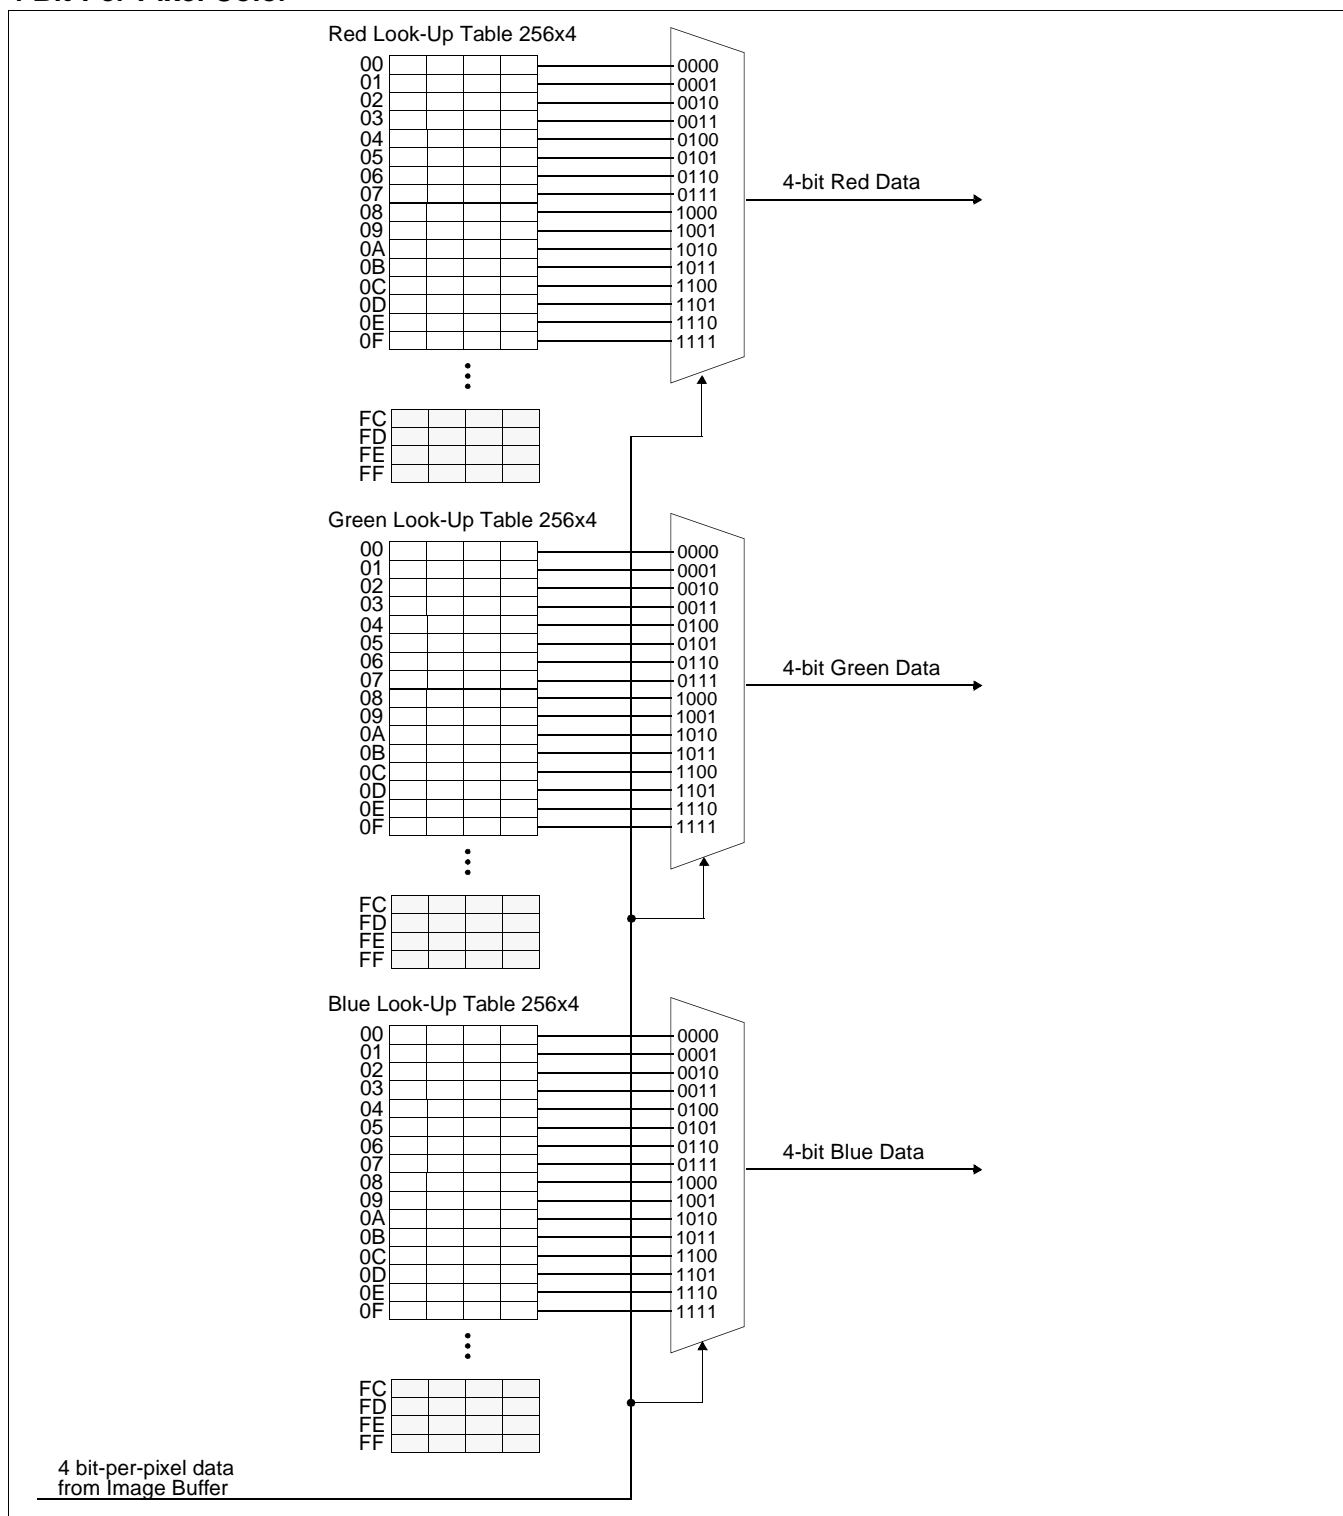 4 Bit-Per-Pixel Color
Red Look-Up Table 256x4
00
01
02
03
04
05
06
07
08
09
0A
0B
0C
0D
0E
0F
FC
FD
FE
FF
0000
0001
0010
0011
0100
0101
0110
0111
1000
1001
1010
1011
1100
1101
1110
1111
4-bit Red Data
Green Look-Up Table 256x4
00
01
02
03
04
05
06
07
08
09
0A
0B
0C
0D
0E
0F
FC
FD
FE
FF
0000
0001
0010
0011
0100
0101
0110
0111
1000
1001
1010
1011
1100
1101
1110
1111
4-bit Green Data
Blue Look-Up Table 256x4
00
01
02
03
04
05
06
07
08
09
0A
0B
0C
0D
0E
0F
FC
FD
FE
FF
0000
0001
0010
0011
0100
0101
0110
0111
1000
1001
1010
1011
1100
1101
1110
1111
4-bit Blue Data
4 bit-per-pixel data
from Image Buffer